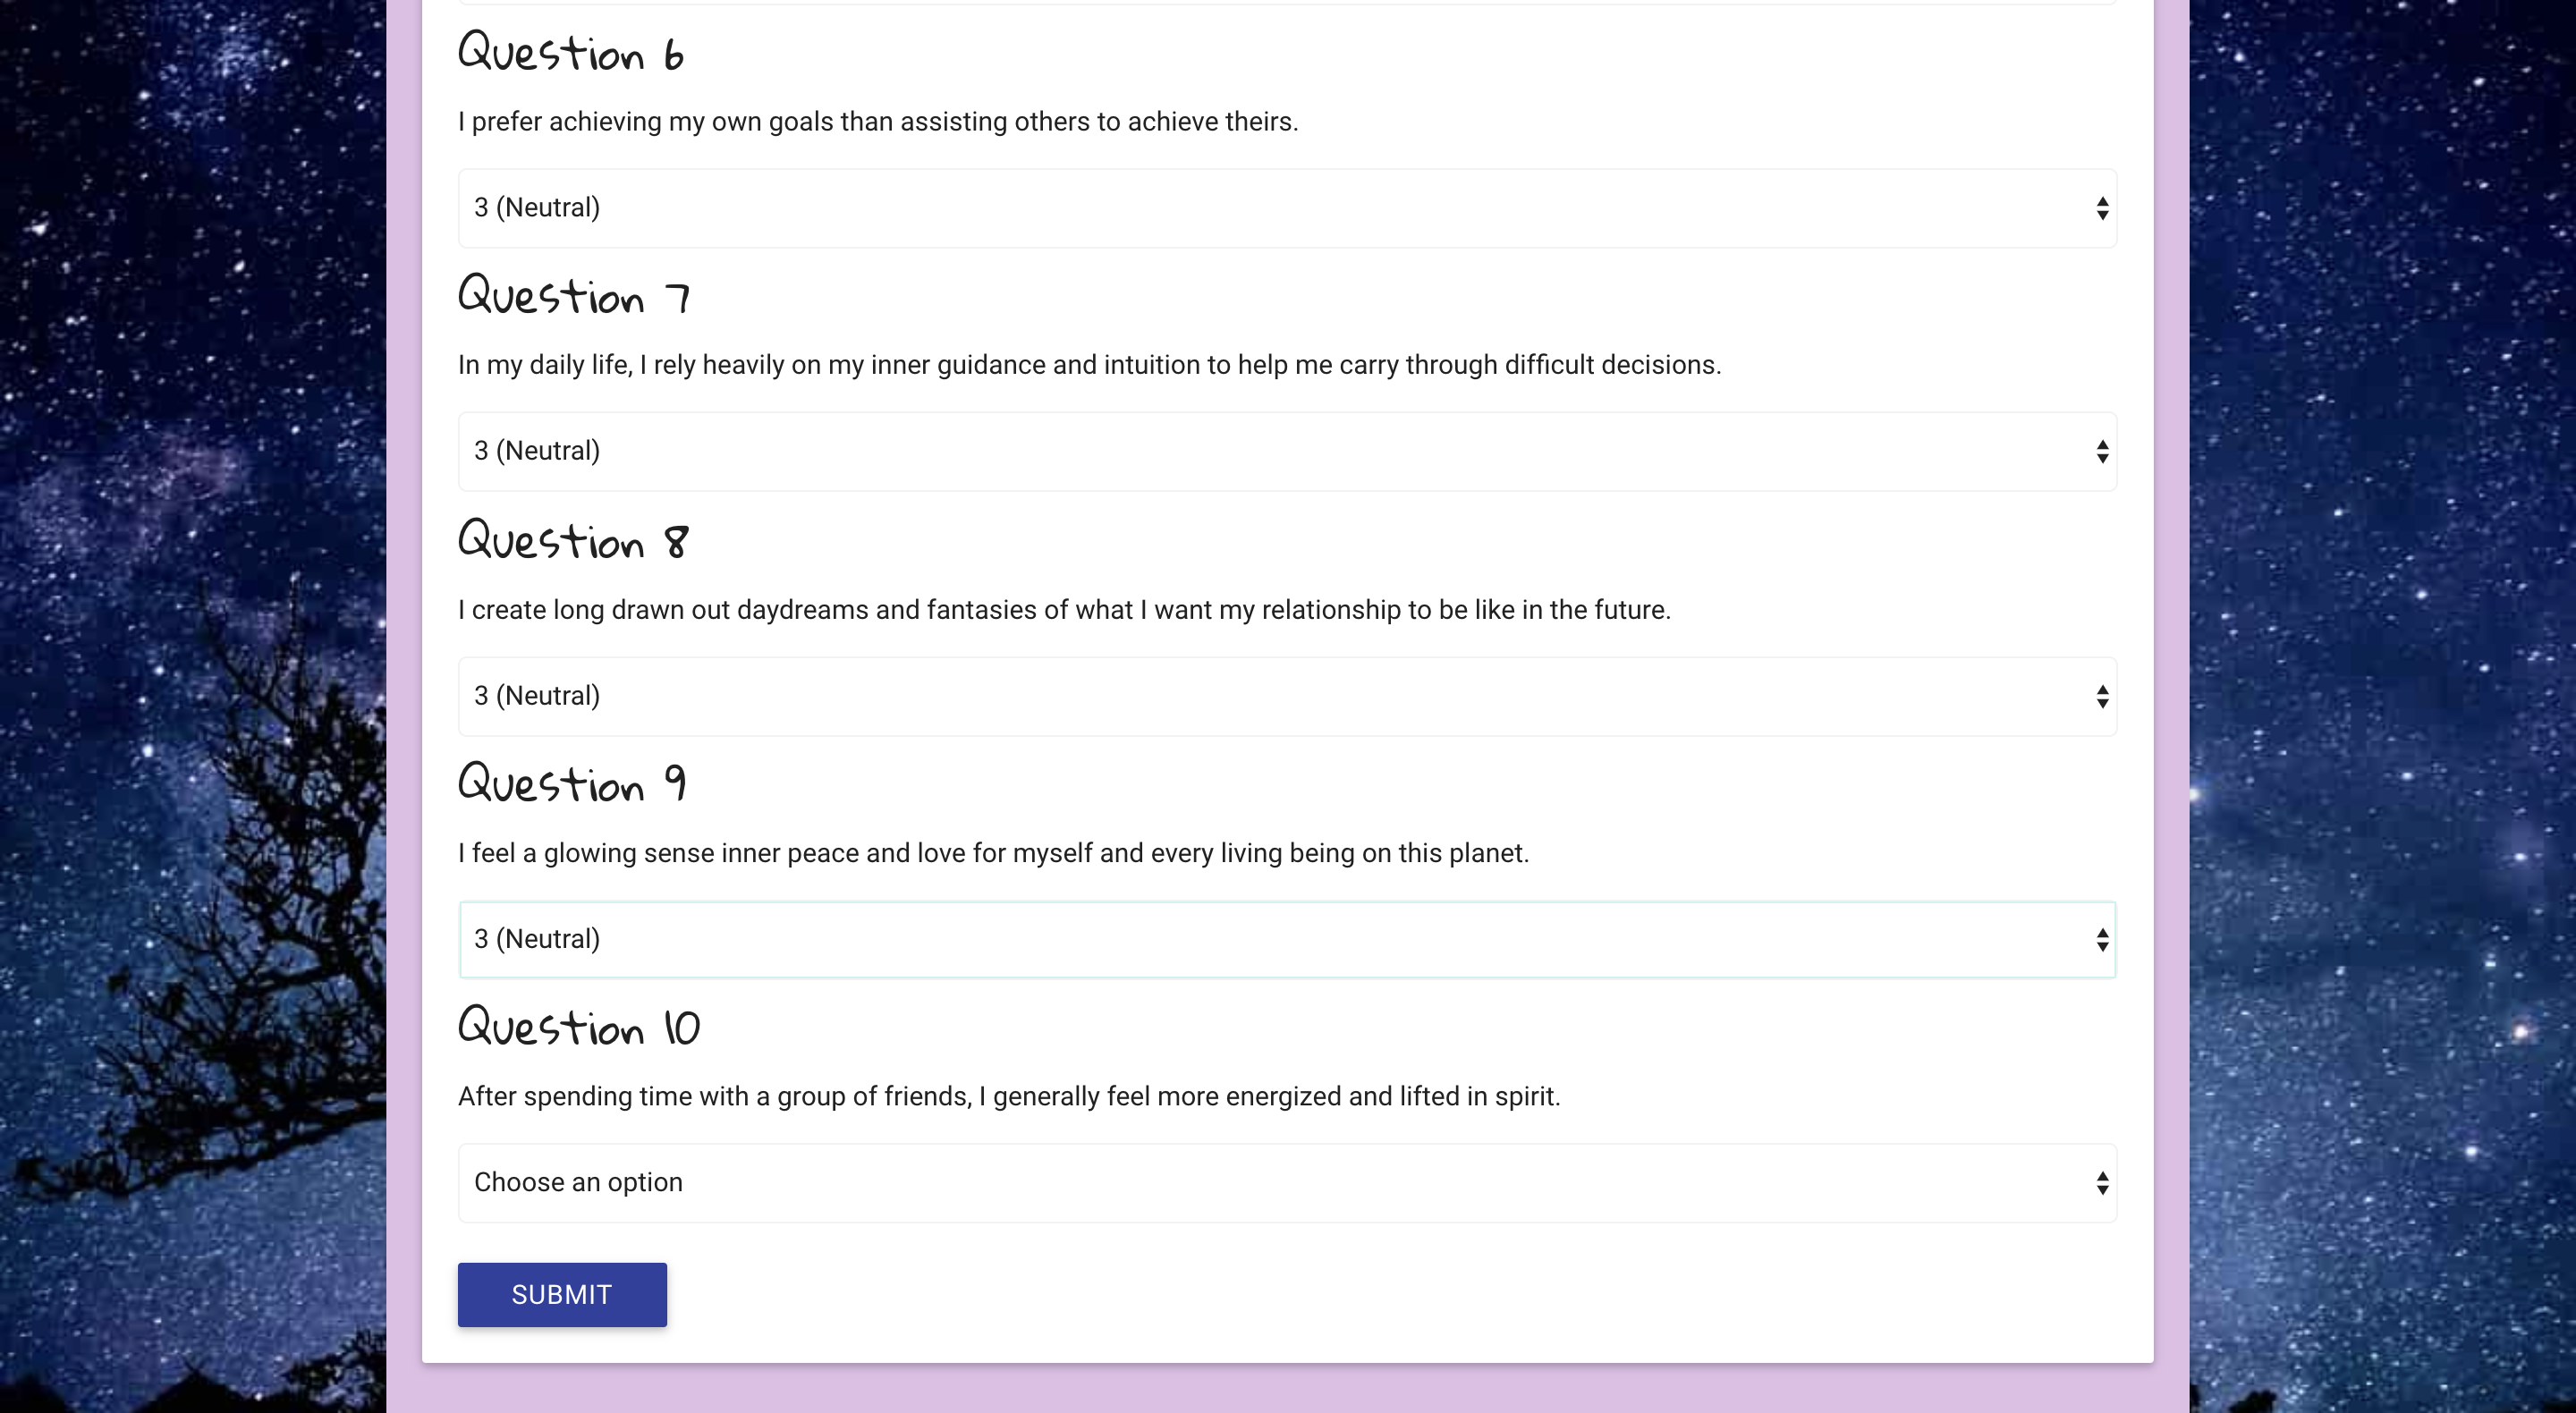 Question 6
I prefer achieving my own goals than assisting others to achieve theirs.
3 (Neutral)
Question 7
In my daily life, I rely heavily on my inner guidance and intuition to help me carry through difficult decisions.
3 (Neutral)
Question 8
I create long drawn out daydreams and fantasies of what I want my relationship to be like in the future.
3 (Neutral)
Question 9
I feel a glowing sense inner peace and love for myself and every living being on this planet.
3 (Neutral)
Question 10
After spending time with a group of friends, I generally feel more energized and lifted in spirit.
Choose an option
SUBMIT